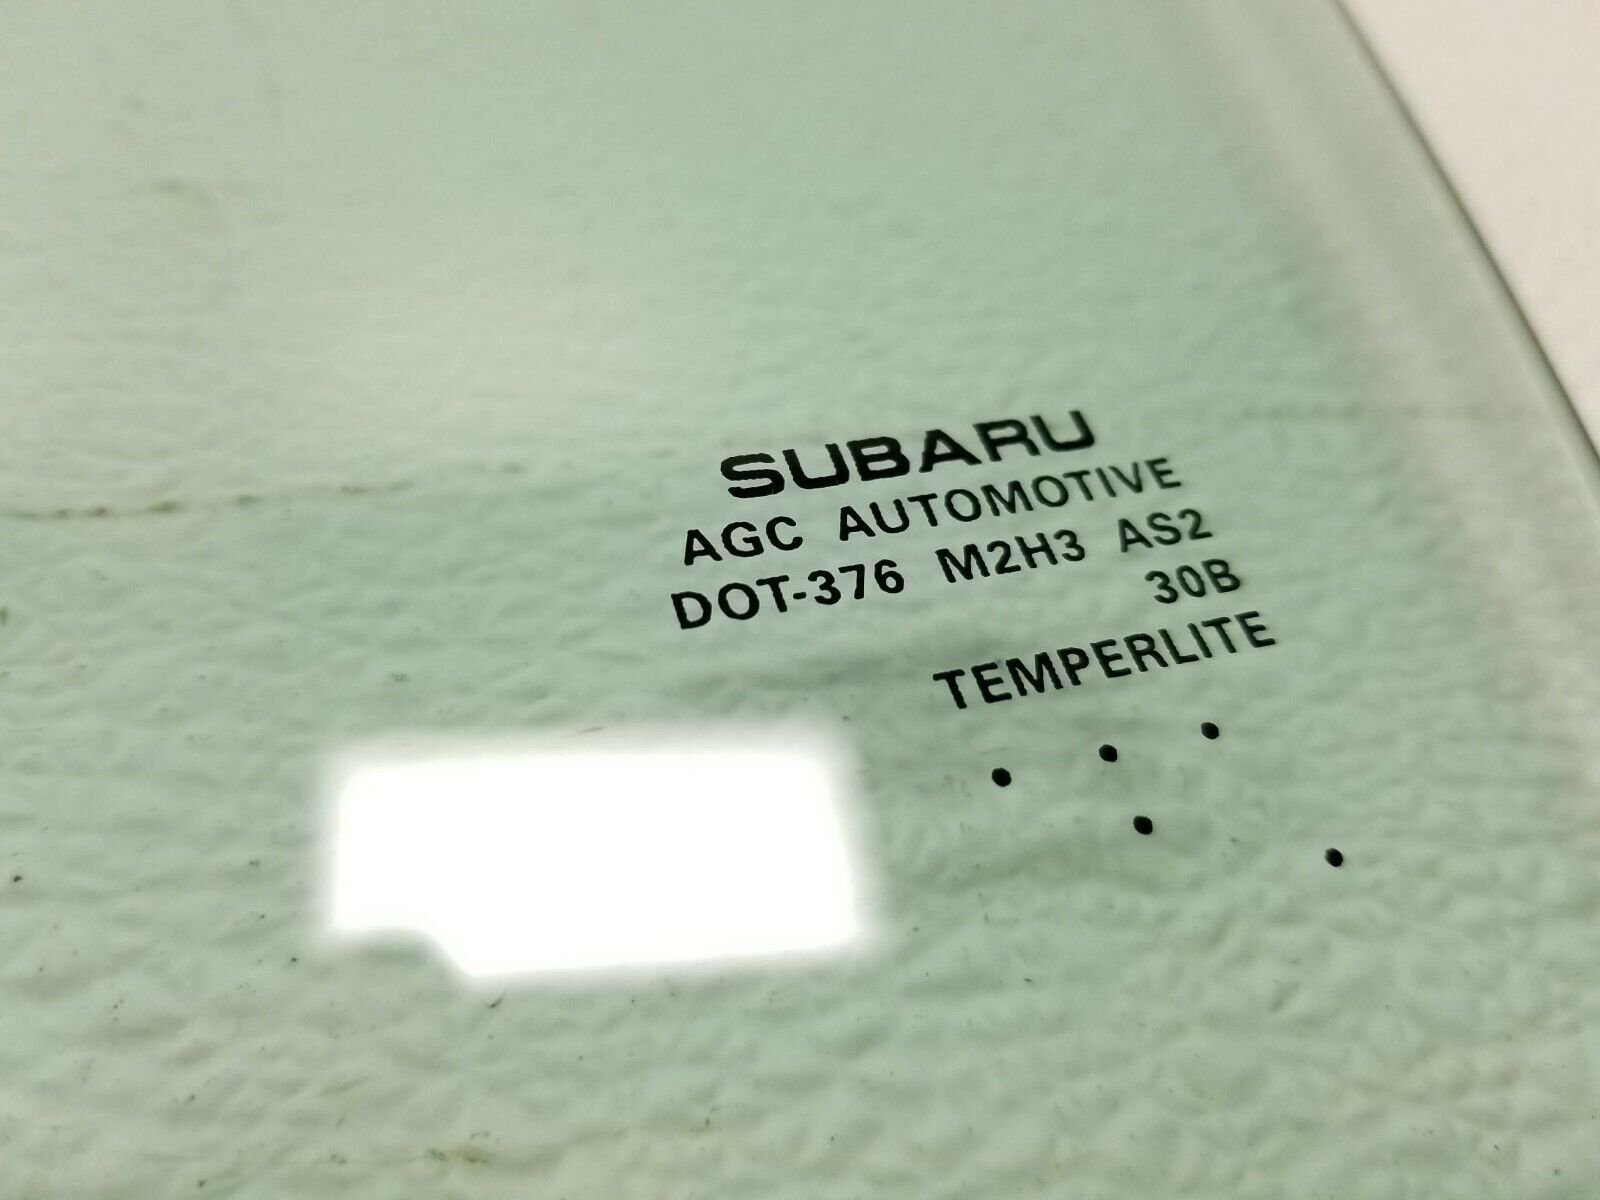 SUBARU
AGC AUTOMOTIVE
DOT-376 M2H3 AS2
30B
TEMPERLITE